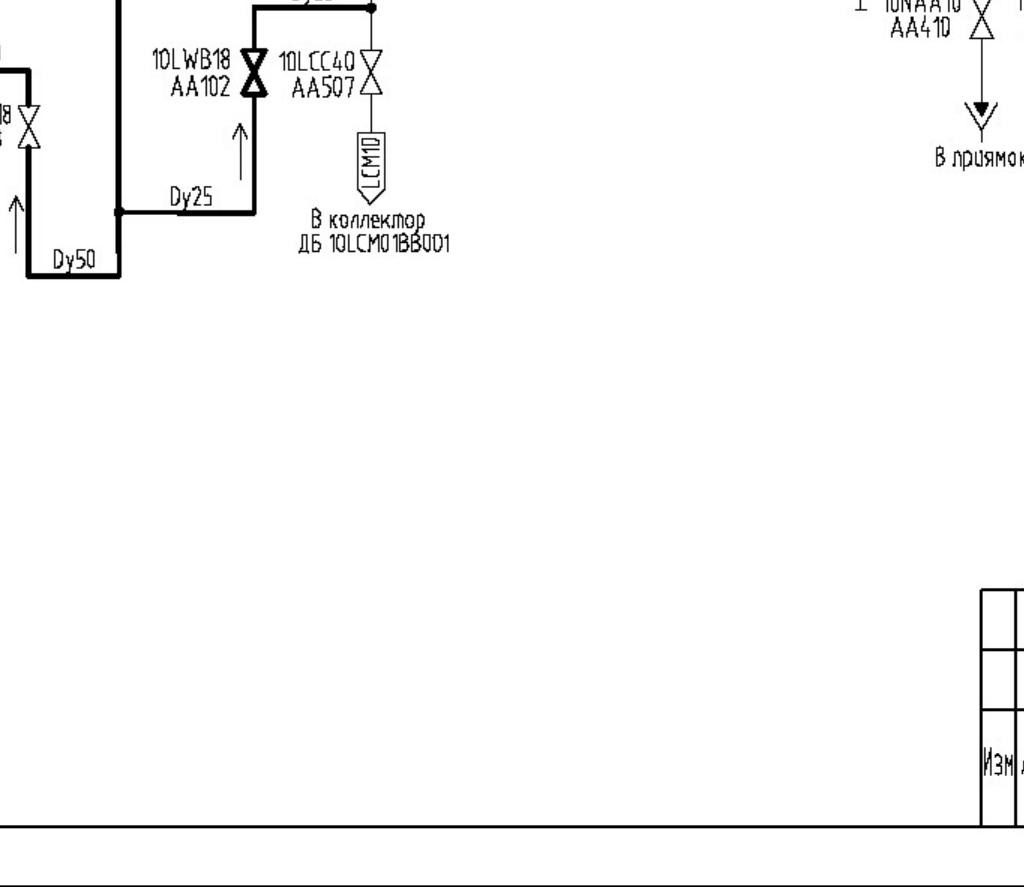 10LWB18
AA102
10LCC40
AA507
LCM10
Dy25
В коллектор
ДБ 10LCM01BB001
Dy50
10NAA10
AA410
В приямок
Изм